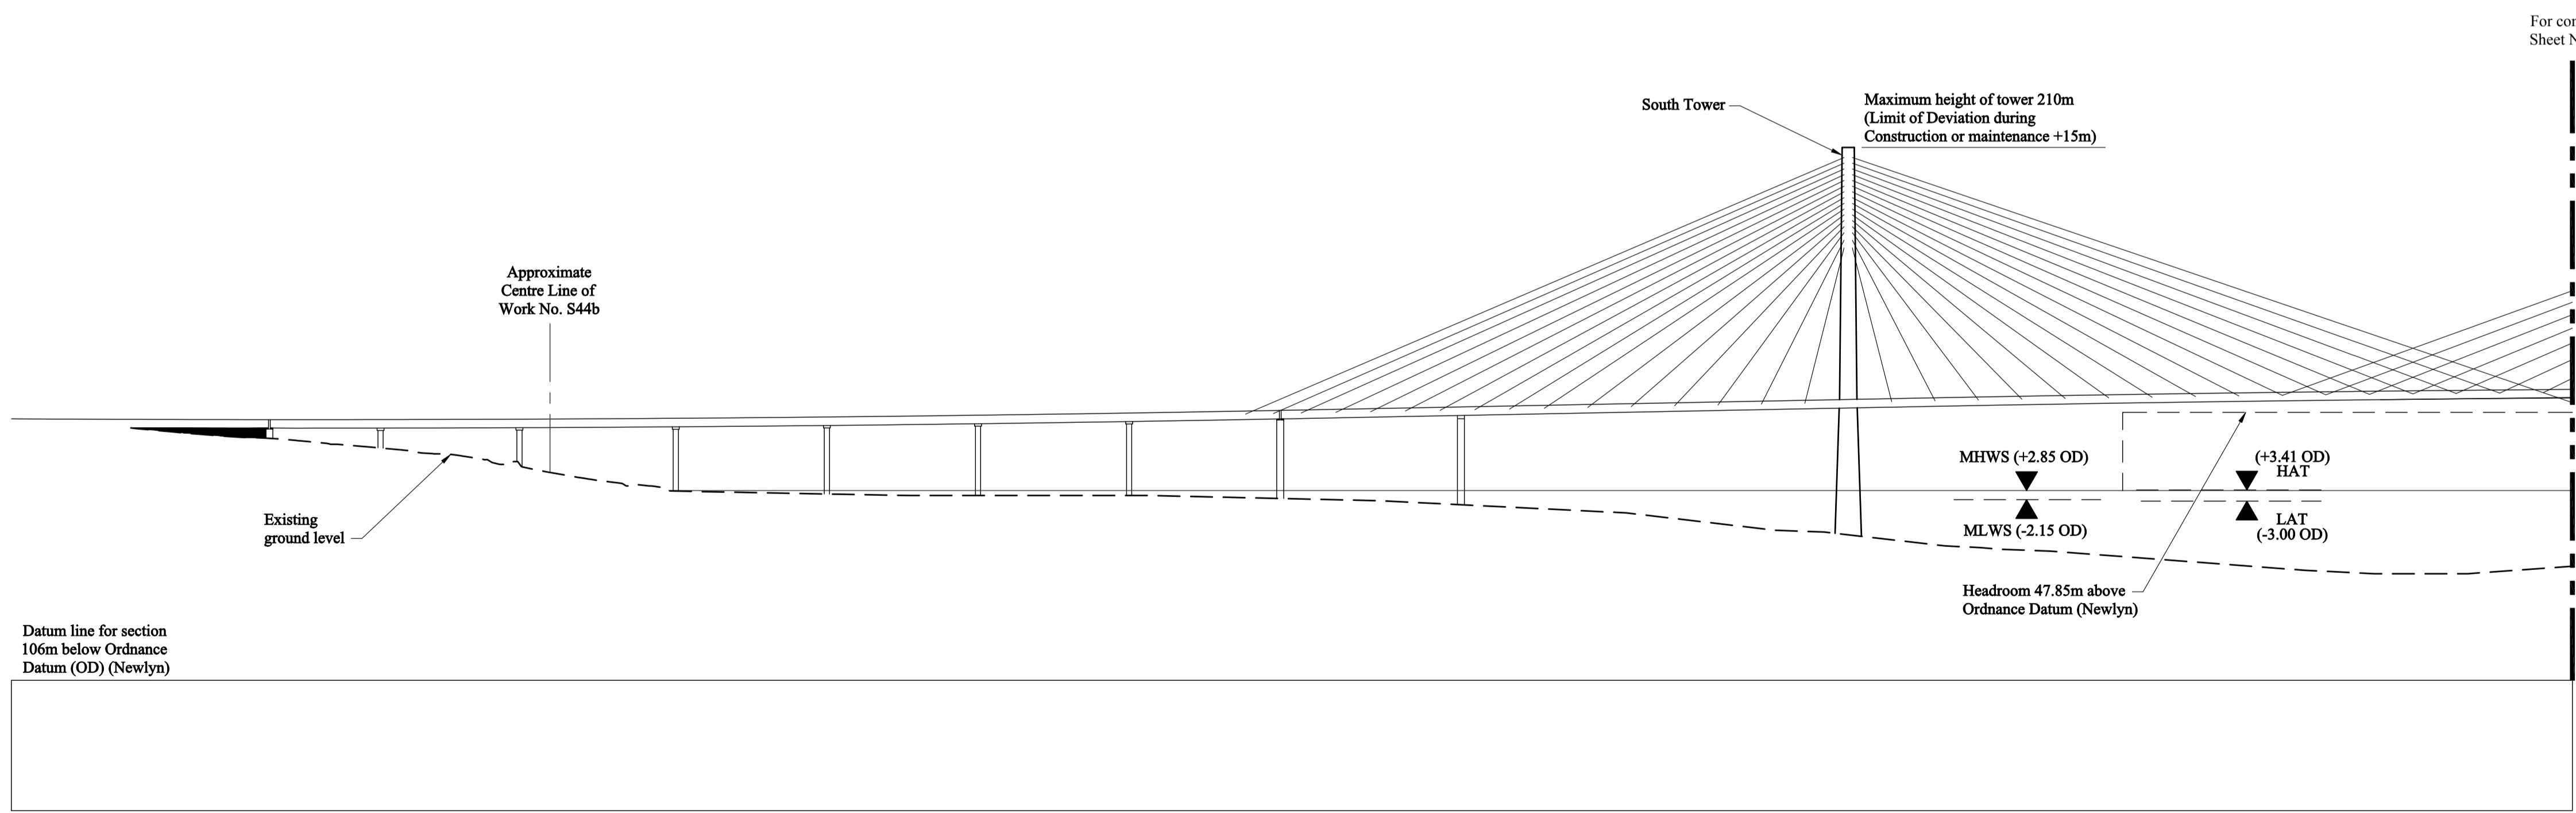 For
Sheet
South Tower
Maximum height of tower 210m
(Limit of Deviation during
Construction or maintenance +15m)
Approximate
Centre Line of
Work No. S44b
MHWS (+2.85 OD)
MLWS (-2.15 OD)
(+3.41 OD)
HAT
LAT
(-3.00 OD)
Existing
ground level
Headroom 47.85m above
Ordnance Datum (Newlyn)
Datum line for section
106m below Ordnance
Datum (OD) (Newlyn)